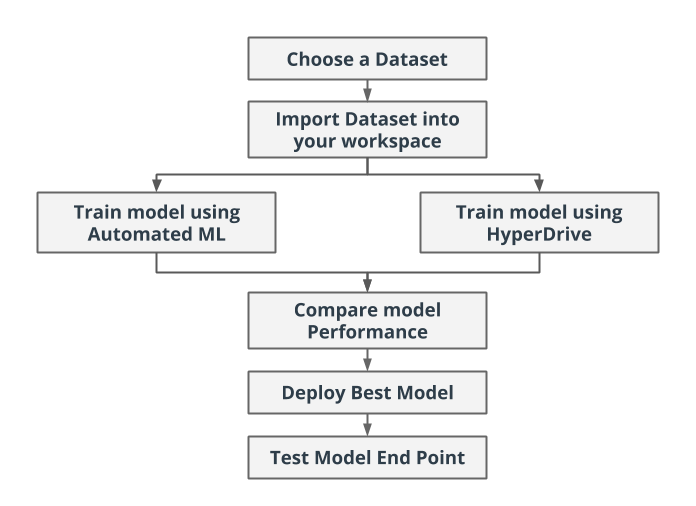 Choose a Dataset
Import Dataset into
your workspace
Train model using
Automated ML
Train model using
HyperDrive
Compare model
Performance
Deploy Best Model
Test Model End Point